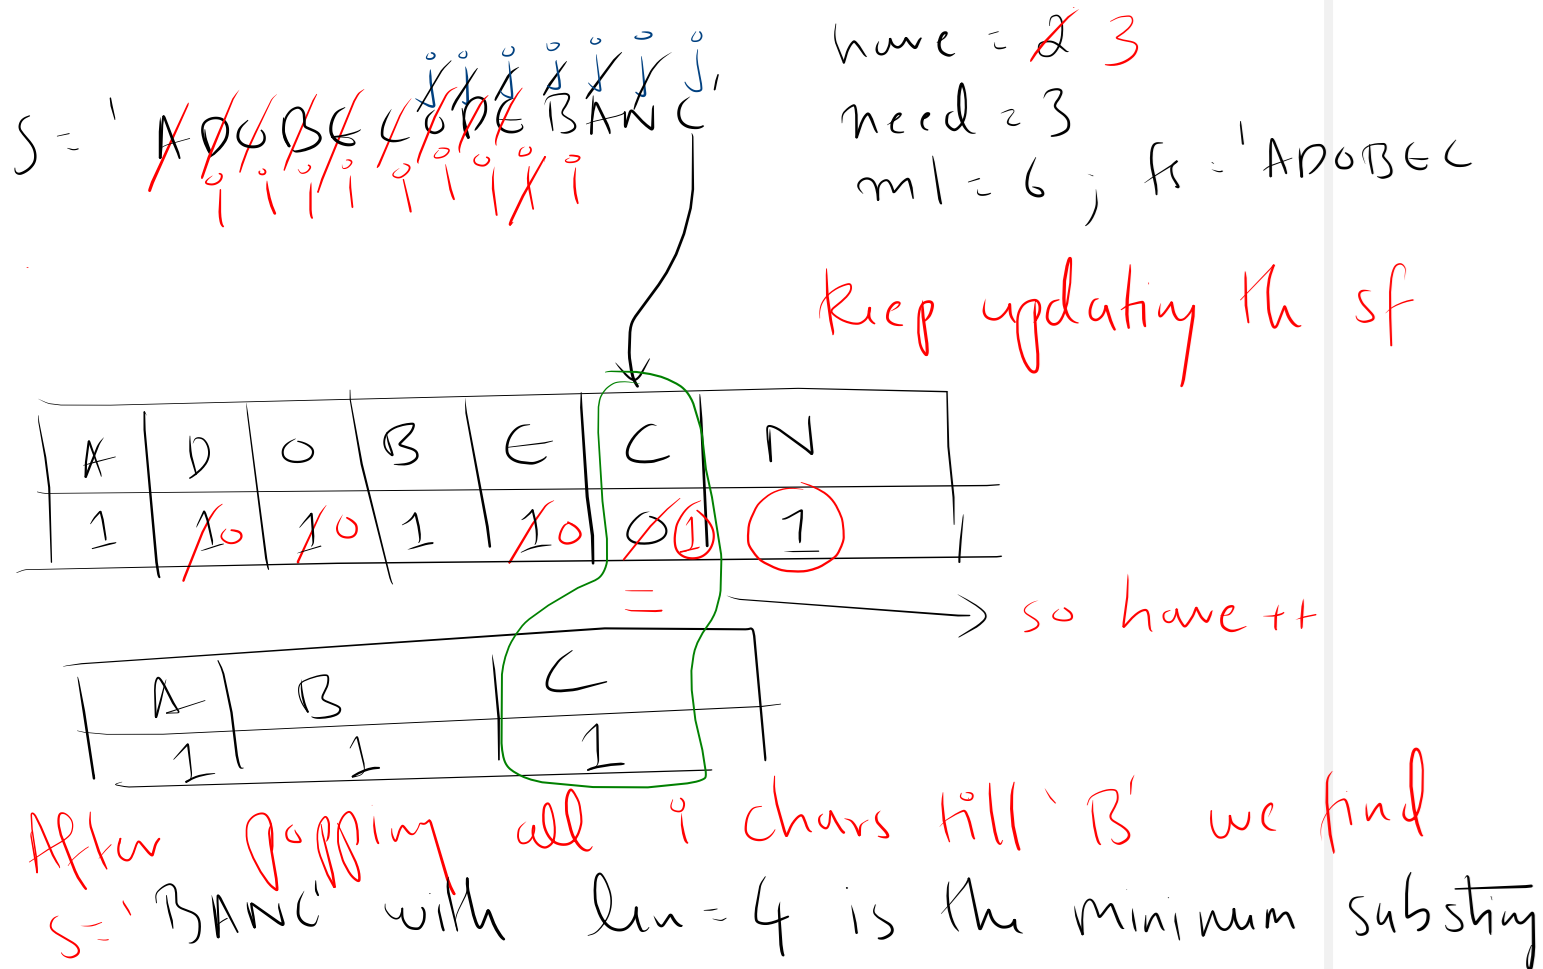 j j j j j j j
s = ' ADOBECODEBANC '
i i i i i i i i i i
have = 2 3
need = 3
ml = 6 ; fs = 'ADOBEC
keep updating th sf
A D O B E C N
1 1 0 1 0 1 1 0 0 1 1
=
so have ++
A B C
1 1 1
After popping all i chars till 'B' we find
s = 'BANC' with len = 4 is the minimum substring